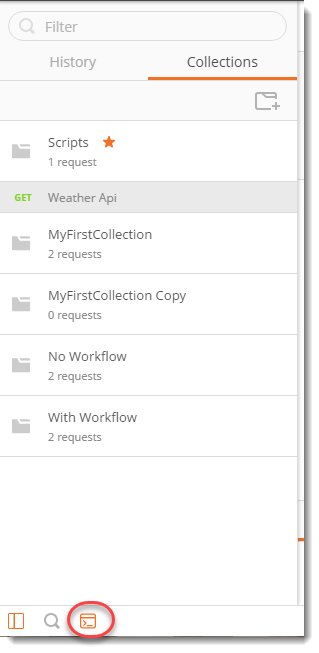 Filter
History
Collections
Scripts
1 request
GET Weather Api
MyFirstCollection
2 requests
MyFirstCollection Copy
0 requests
No Workflow
2 requests
With Workflow
2 requests